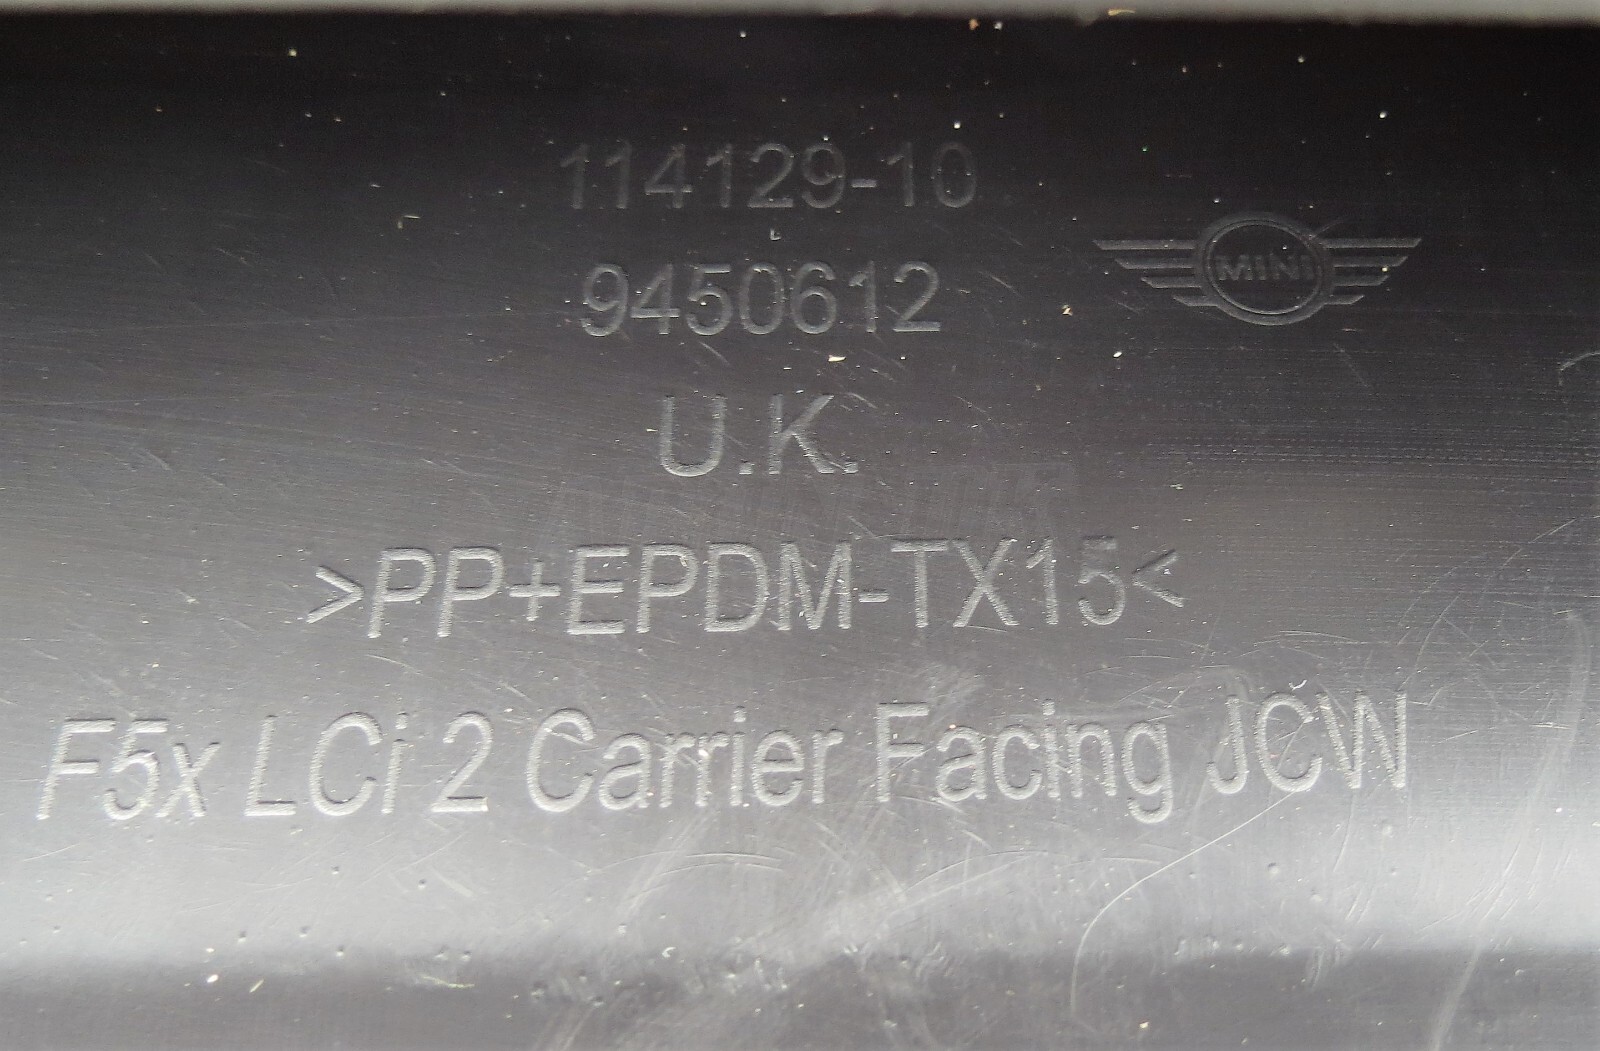 114129-10
9450612
MINI
U.K.
>PP+EPDM-TX15<
F5x LCi 2 Carrier Facing JCW